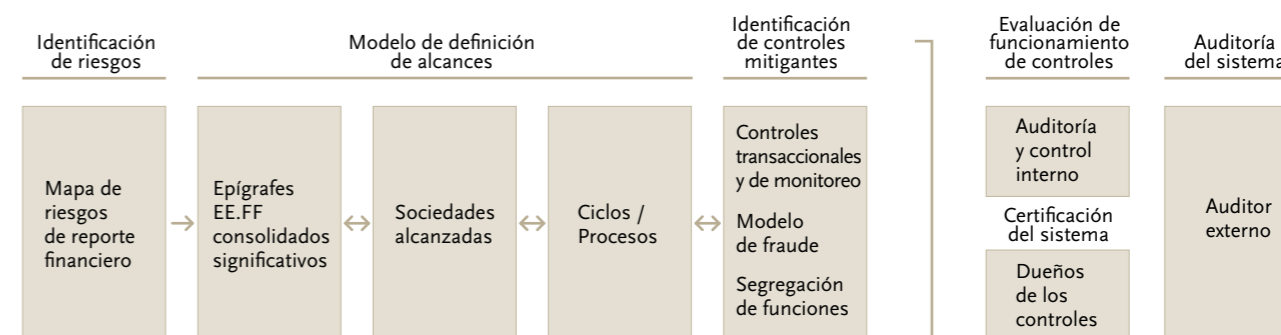 Identificación
de riesgos
Modelo de definición
de alcances
Identificación
de controles
mitigantes
Evaluación de
funcionamiento
de controles
Auditoría
del sistema
Mapa de
riesgos
de reporte
financiero
Epígrafes
EE.FF
consolidados
significativos
Sociedades
alcanzadas
Ciclos /
Procesos
Controles
transaccionales
y de monitoreo
Modelo
de fraude
Segregación
de funciones
Auditoría
y control
interno
Certificación
del sistema
Dueños
de los
controles
Auditor
externo